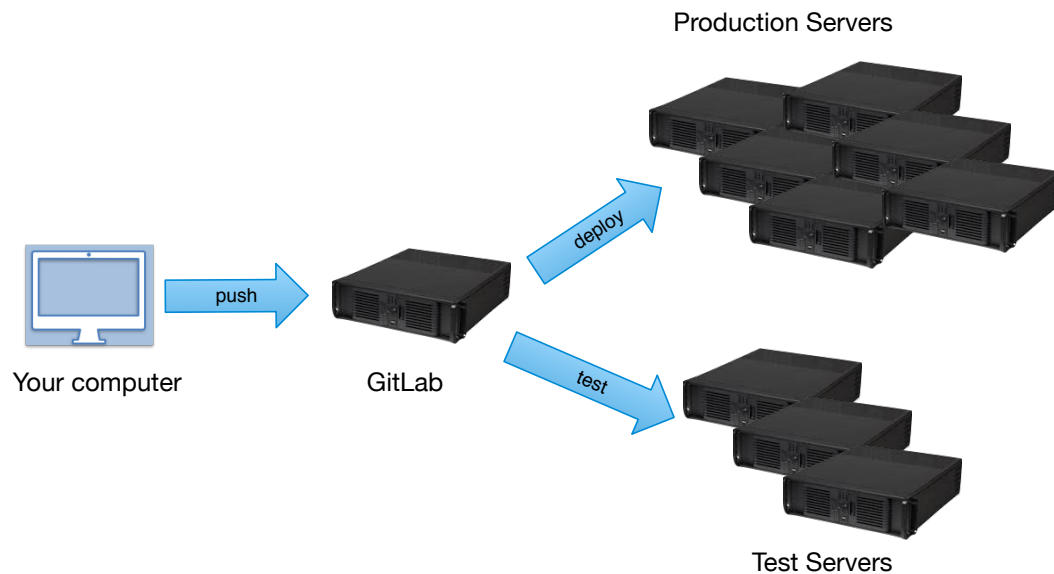 Production Servers
deploy
push
Your computer
GitLab
test
Test Servers